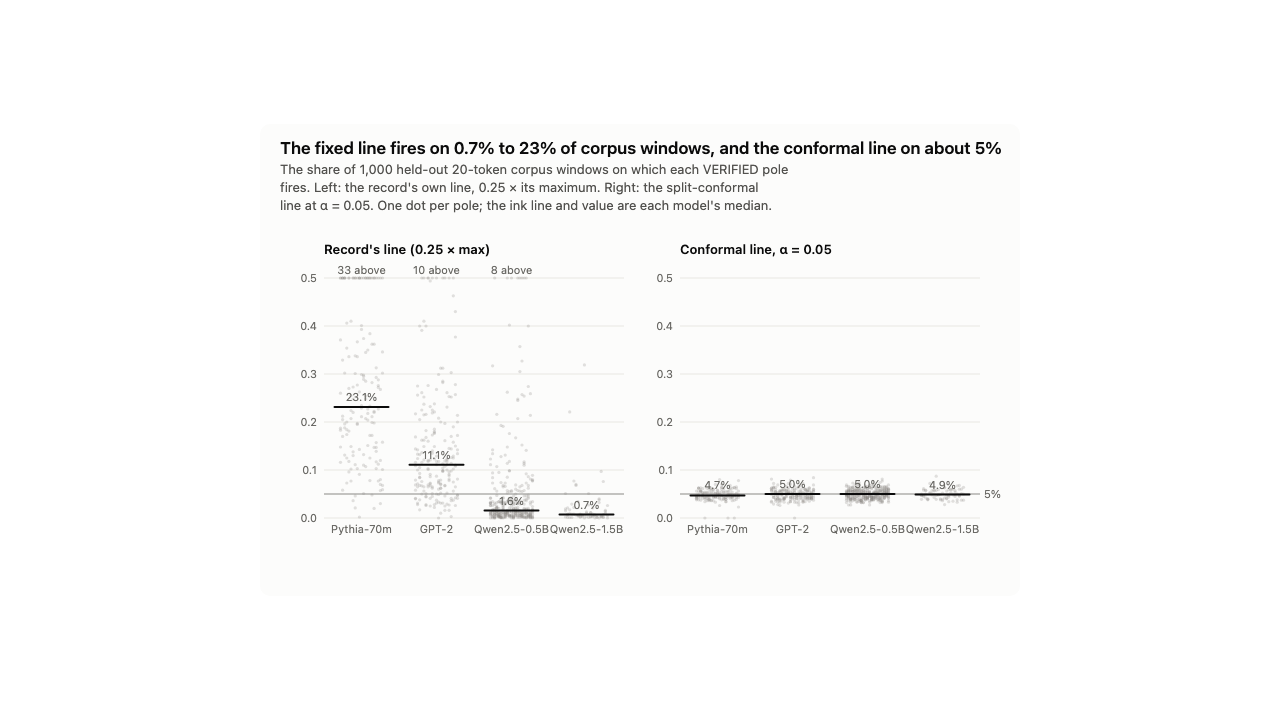 The fixed line fires on 0.7% to 23% of corpus windows, and the conformal line on about 5%
The share of 1,000 held-out 20-token corpus windows on which each VERIFIED pole
fires. Left: the record's own line, 0.25 × its maximum. Right: the split-conformal
line at α = 0.05. One dot per pole; the ink line and value are each model's median.
Record's line (0.25 × max)
33 above
10 above
8 above
0.5
0.4
0.3
0.2
0.1
0.0
23.1%
11.1%
1.6%
0.7%
Pythia-70m
GPT-2
Qwen2.5-0.5B
Qwen2.5-1.5B
Conformal line, α = 0.05
0.5
0.4
0.3
0.2
0.1
0.0
4.7%
5.0%
5.0%
4.9%
5%
Pythia-70m
GPT-2
Qwen2.5-0.5B
Qwen2.5-1.5B